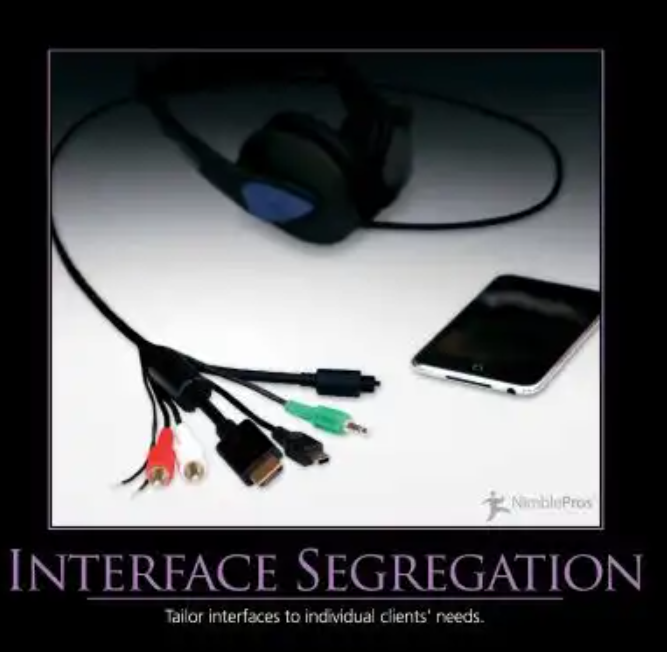 NimblePros
INTERFACE SEGREGATION
Tailor interfaces to individual clients' needs.